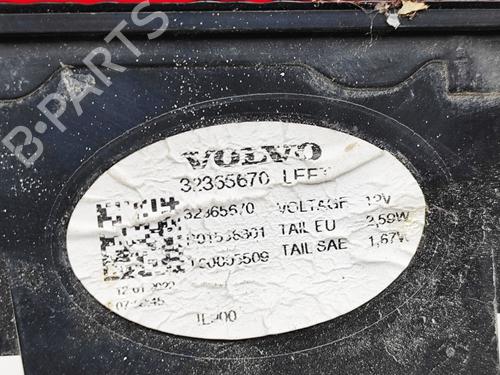 B-PARTS
VOLVO
32365670 LEFT
32365670 VOLTAGE 12V
TAIL EU 2,59W
TAIL SAE 1,67W